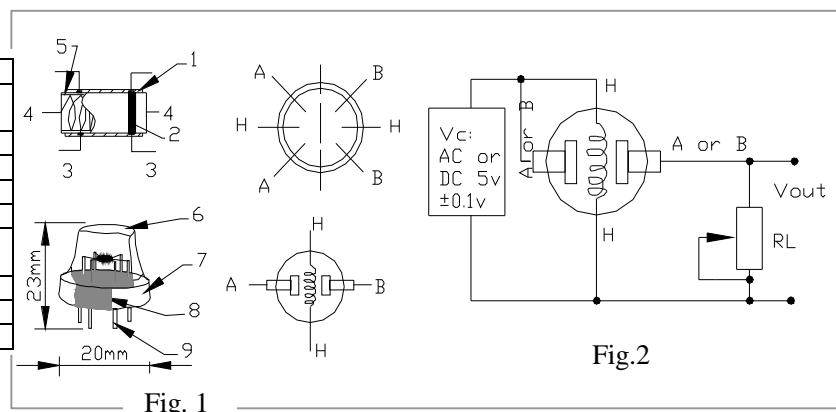 5
1
4
4
2
3
3
A
B
H
H
A
B
6
7
8
9
23mm
20mm
Fig. 1
H
A
B
H
Vc:
AC or
DC 5v
±0.1v
A or B
H
H
A or B
Vout
RL
Fig.2